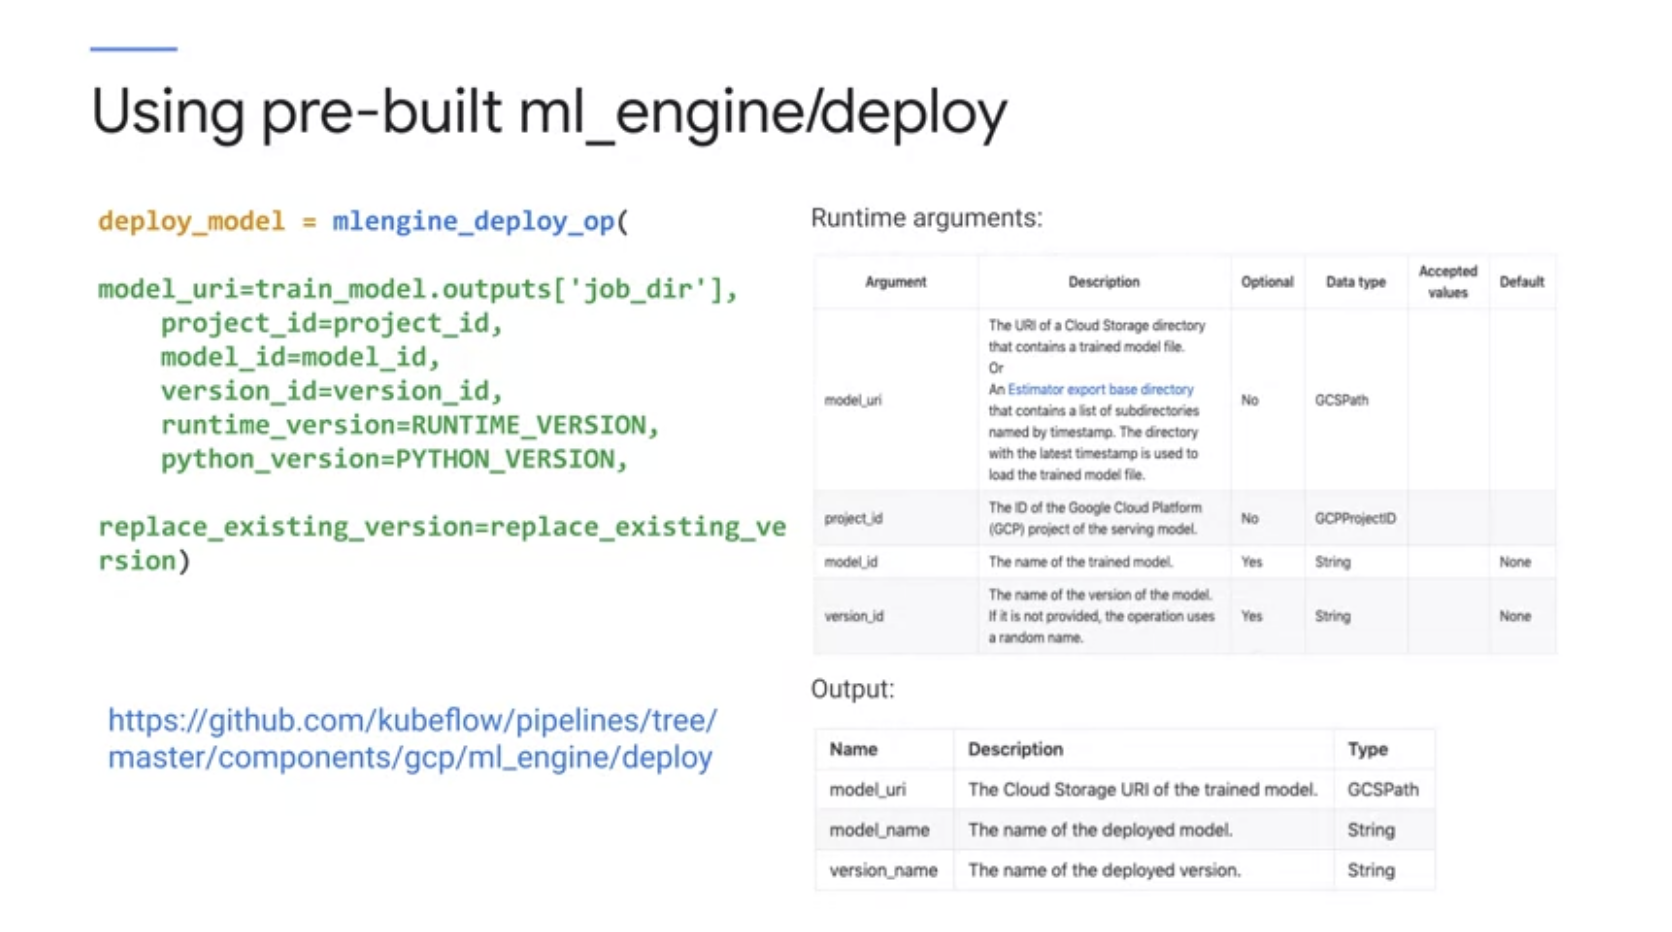 Using pre-built ml_engine/deploy
deploy_model = mlengine_deploy_op(
model_uri=train_model.outputs['job_dir'],
project_id=project_id,
model_id=model_id,
version_id=version_id,
runtime_version=RUNTIME_VERSION,
python_version=PYTHON_VERSION,
replace_existing_version=replace_existing_ve
rsion)
https://github.com/kubeflow/pipelines/tree/
master/components/gcp/ml_engine/deploy
Runtime arguments:
Argument Description Optional Data type Accepted values Default
model_uri
The URI of a Cloud Storage directory
that contains a trained model file.
Or
An Estimator export base directory
that contains a list of subdirectories
named by timestamp. The directory
with the latest timestamp is used to
load the trained model file.
No GCSPath
project_id
The ID of the Google Cloud Platform
(GCP) project of the serving model.
No GCPProjectID
model_id The name of the trained model. Yes String None
version_id
The name of the version of the model.
If it is not provided, the operation uses
a random name.
Yes String None
Output:
Name Description Type
model_uri The Cloud Storage URI of the trained model. GCSPath
model_name The name of the deployed model. String
version_name The name of the deployed version. String